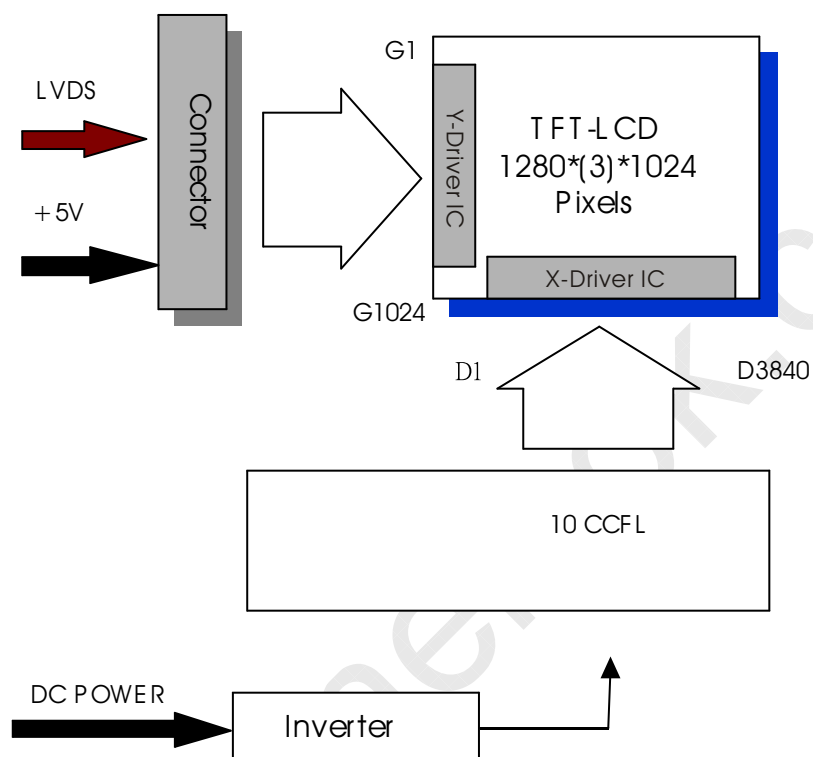 LVDS
+5V
Connector
G1
Y-Driver IC
TFT-LCD
1280*(3)*1024
Pixels
X-Driver IC
G1024
D1
D3840
10 CCFL
DC POWER
Inverter